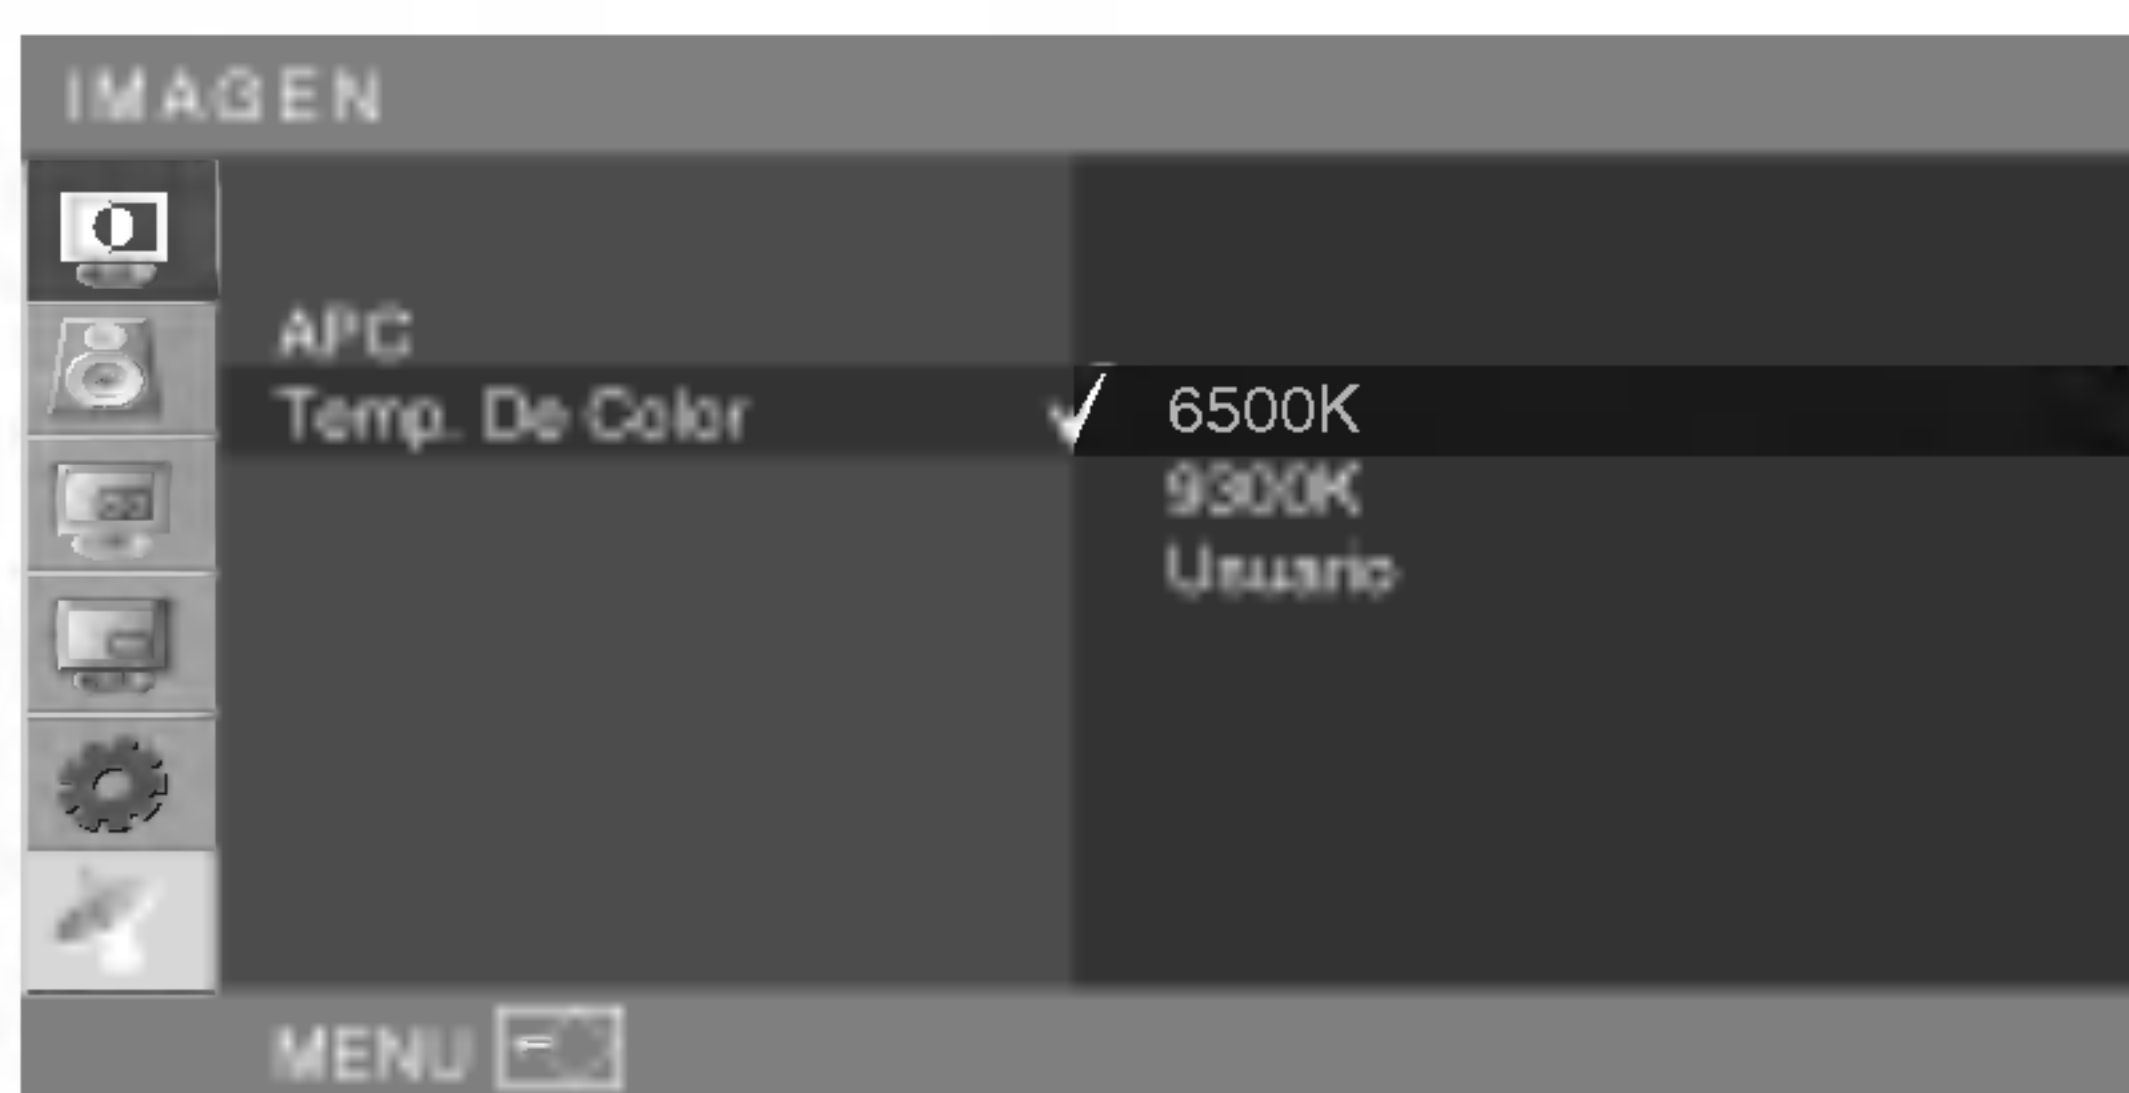 IMAGEN
APC
Temp. De Color 6500K
9300K
Usuario
MENU